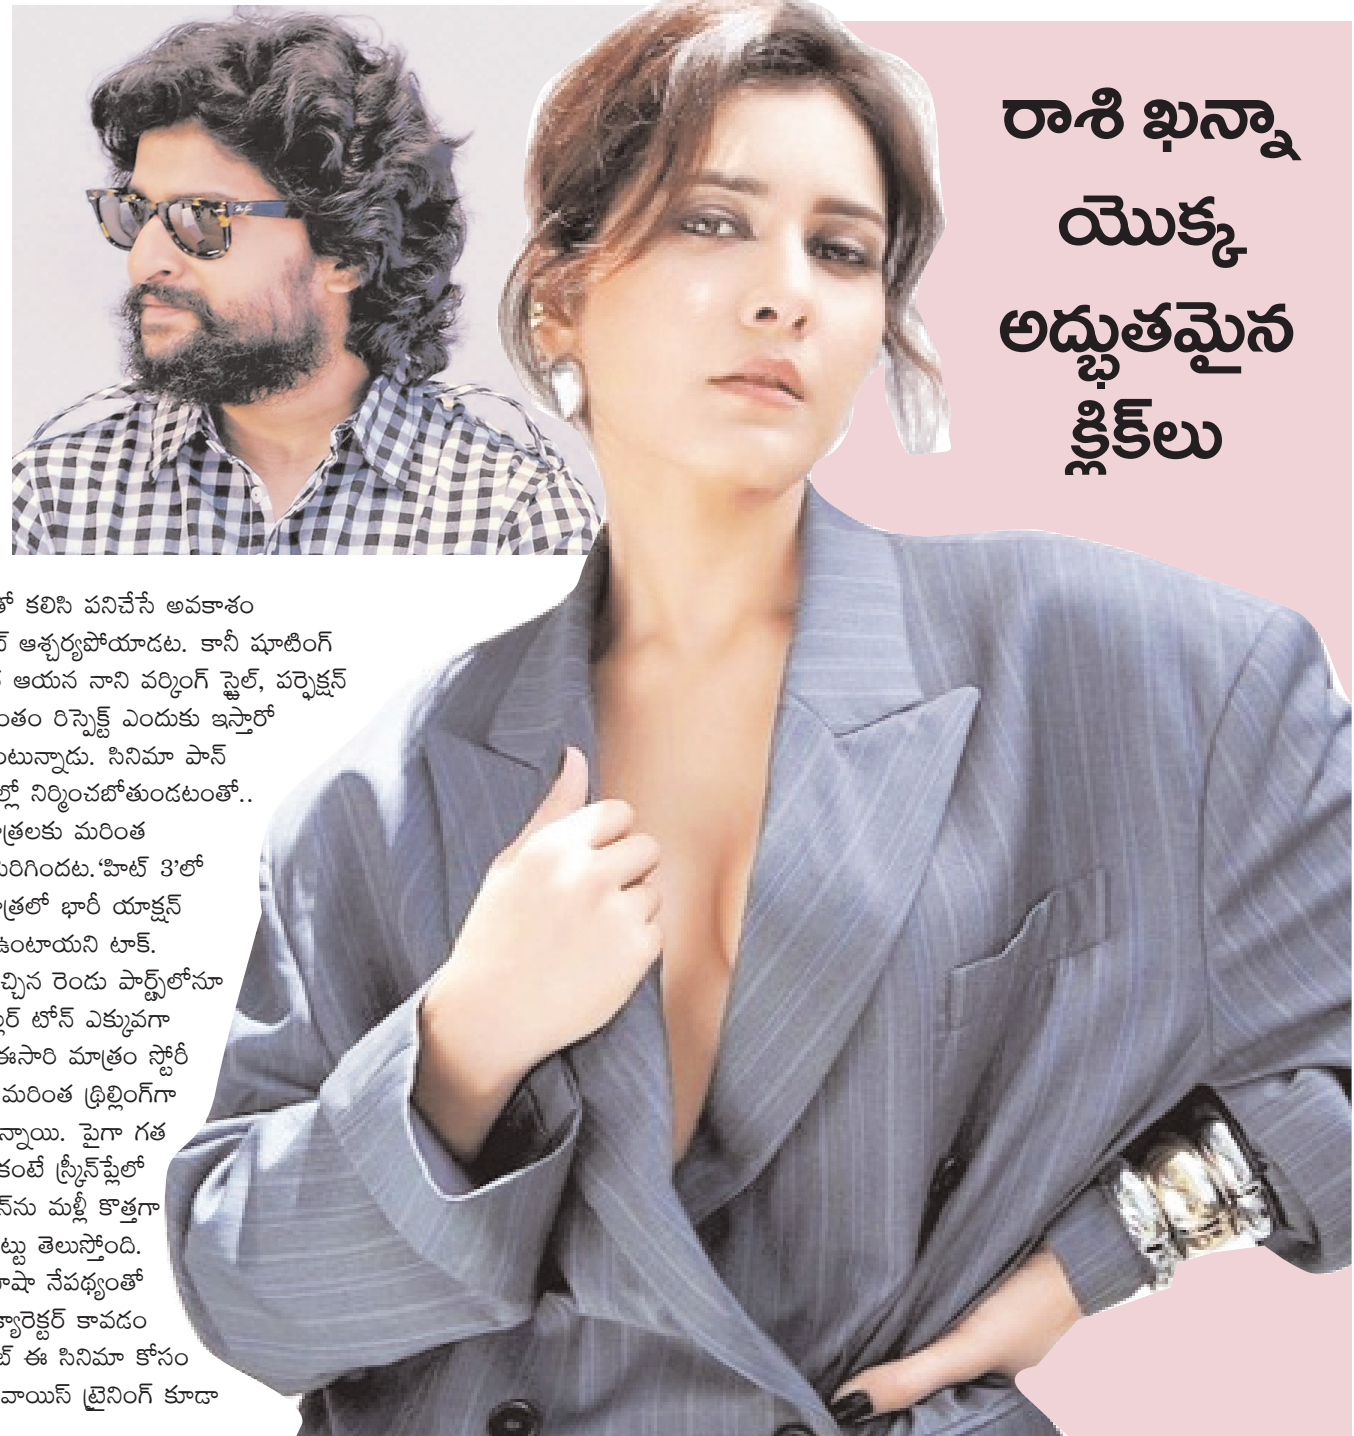 రాశి ఖన్నా
యొక్క
అద్భుతమైన
క్లిక్‌లు
తో కలిసి పనిచేసే అవకాశం
ఆశ్చర్యపోయాడట. కానీ షూటింగ్
ఆయన నాని వర్కింగ్ స్టైల్, పర్ఫెక్షన్
రిస్పెక్ట్ ఎందుకు ఇస్తారో
సినిమా పాన్
నిర్మించబోతుండటంతో..
మరింత
‘హిట్ 3’లో
భారీ యాక్షన్
ఉంటాయని టాక్.
రెండు పార్ట్స్‌లోనూ
టోన్ ఎక్కువగా
ఈసారి మాత్రం స్టోరీ
మరింత థ్రిల్లింగ్‌గా
పైగా గత
కంటే స్క్రీన్‌ప్లేలో
మళ్లీ కొత్తగా
తెలుస్తోంది.
నేపథ్యంతో
క్యారెక్టర్ కావడం
ఈ సినిమా కోసం
వాయిస్ ట్రైనింగ్ కూడా